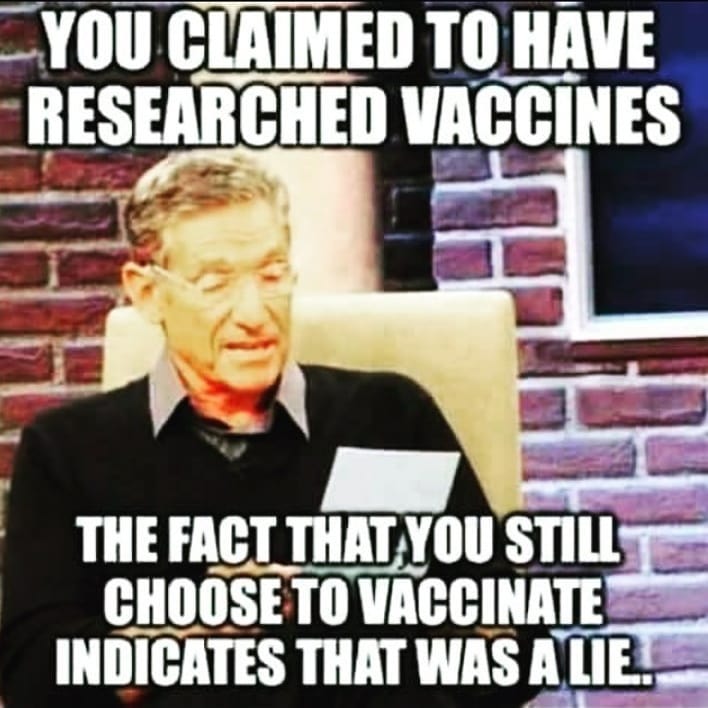 YOU CLAIMED TO HAVE
RESEARCHED VACCINES
THE FACT THAT YOU STILL
CHOOSE TO VACCINATE
INDICATES THAT WAS A LIE..